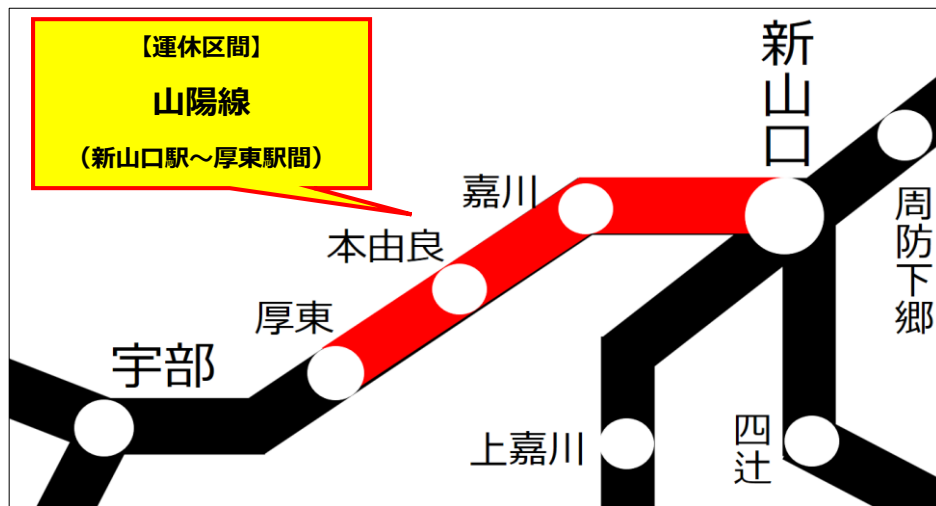 【運休区間】
山陽線
（新山口駅～厚東駅間）
新山口
嘉川
周防下郷
本由良
厚東
宇部
上嘉川
四辻